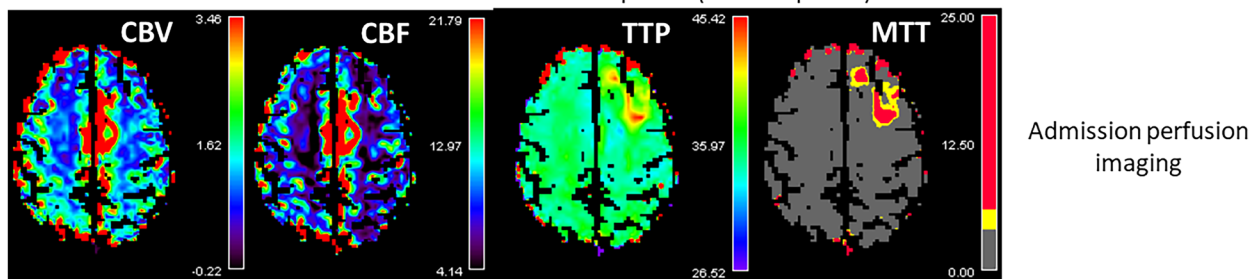 CBV
3.46
1.62
-0.22
CBF
21.79
12.97
4.14
TTP
45.42
35.97
26.52
MTT
25.00
12.50
0.00
Admission perfusion
imaging